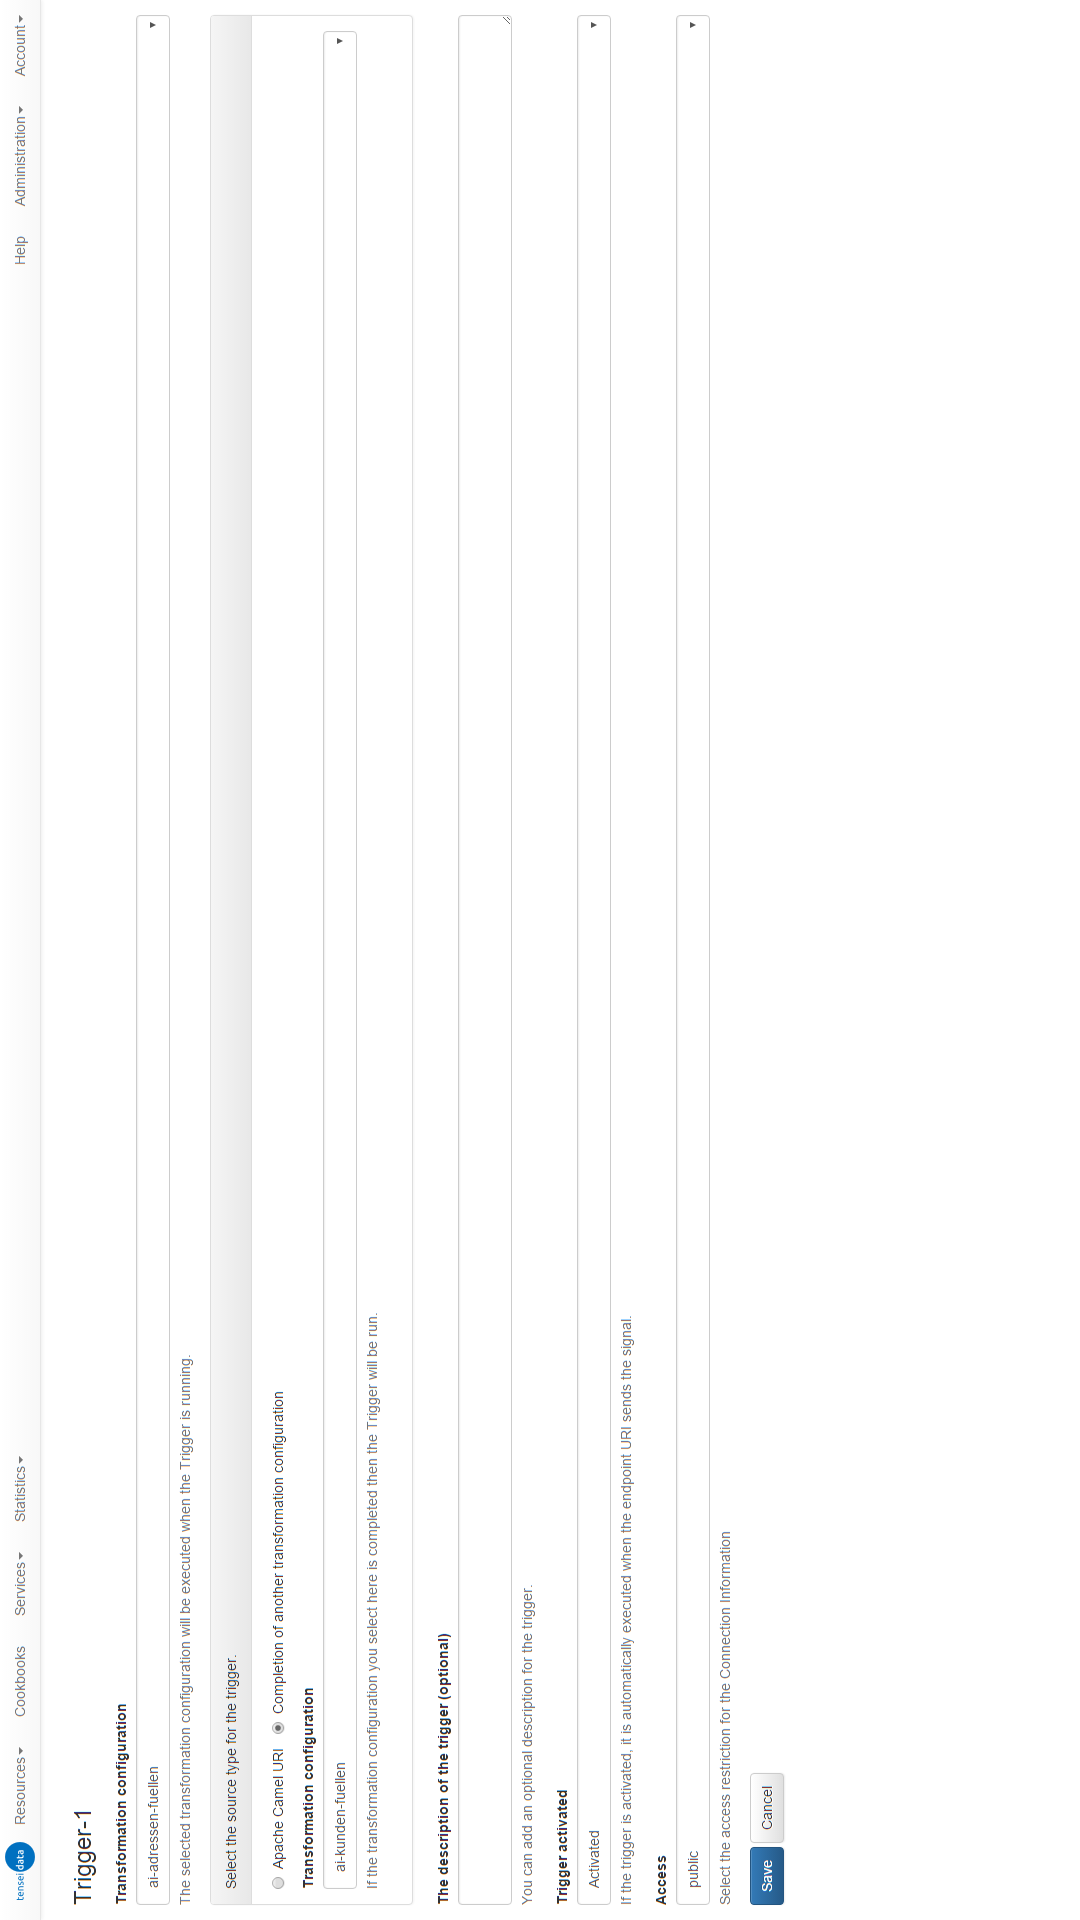 tensei data Resources Cookbooks Services Statistics Help Administration Account
Trigger-1
Transformation configuration
ai-adressen-fuellen
The selected transformation configuration will be executed when the Trigger is running.
Select the source type for the trigger.
Apache Camel URI Completion of another transformation configuration
Transformation configuration
ai-kunden-fuellen
If the transformation configuration you select here is completed then the Trigger will be run.
The description of the trigger (optional)
You can add an optional description for the trigger.
Trigger activated
Activated
If the trigger is activated, it is automatically executed when the endpoint URI sends the signal.
Access
public
Select the access restriction for the Connection Information
Save Cancel